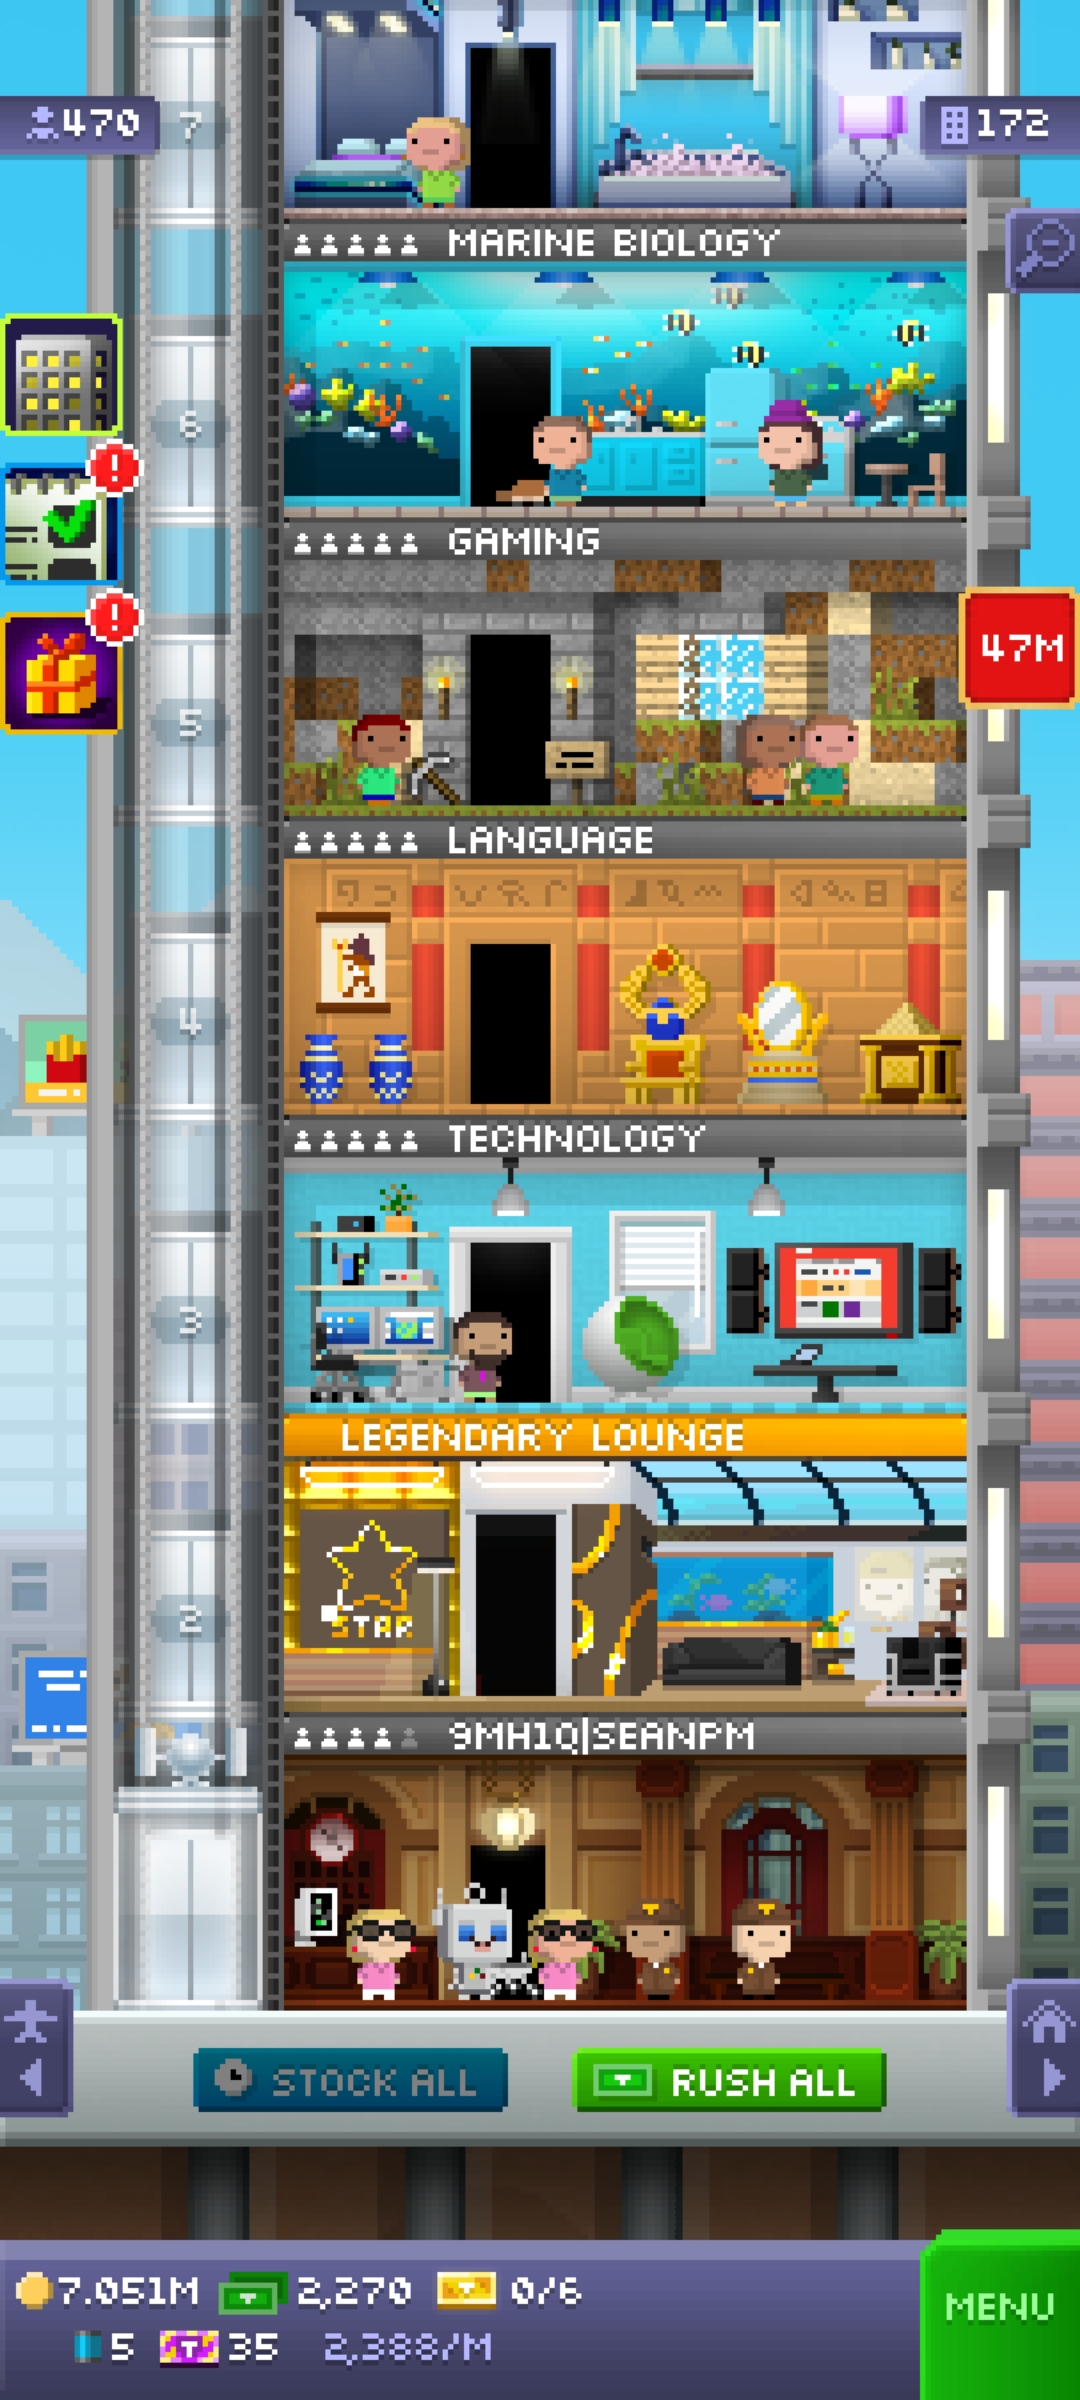 470
7
172
MARINE BIOLOGY
6
GAMING
47M
5
LANGUAGE
4
TECHNOLOGY
3
LEGENDARY LOUNGE
STAR
2
9MH1Q|SEANPM
STOCK ALL
RUSH ALL
7.051M
2,270
0/6
MENU
5
35
2,388/M